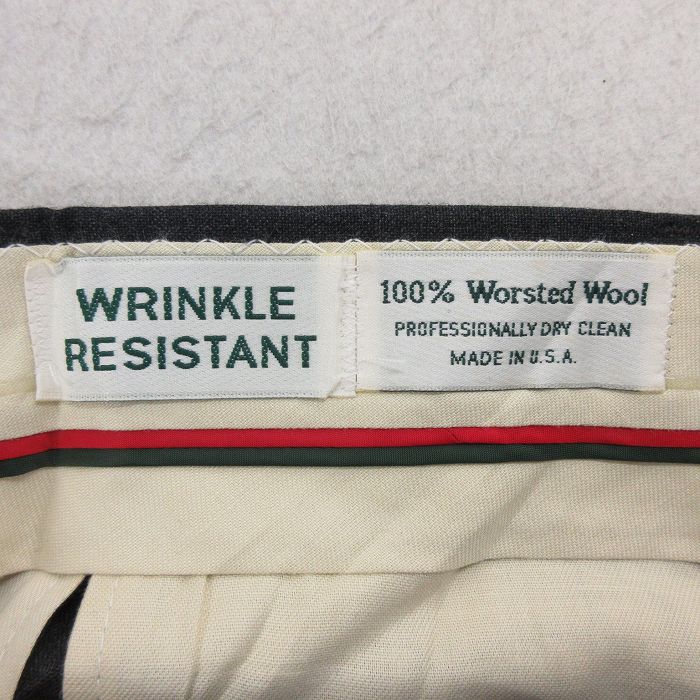 WRINKLE
RESISTANT
100% Worsted Wool
PROFESSIONALLY DRY CLEAN
MADE IN U.S.A.